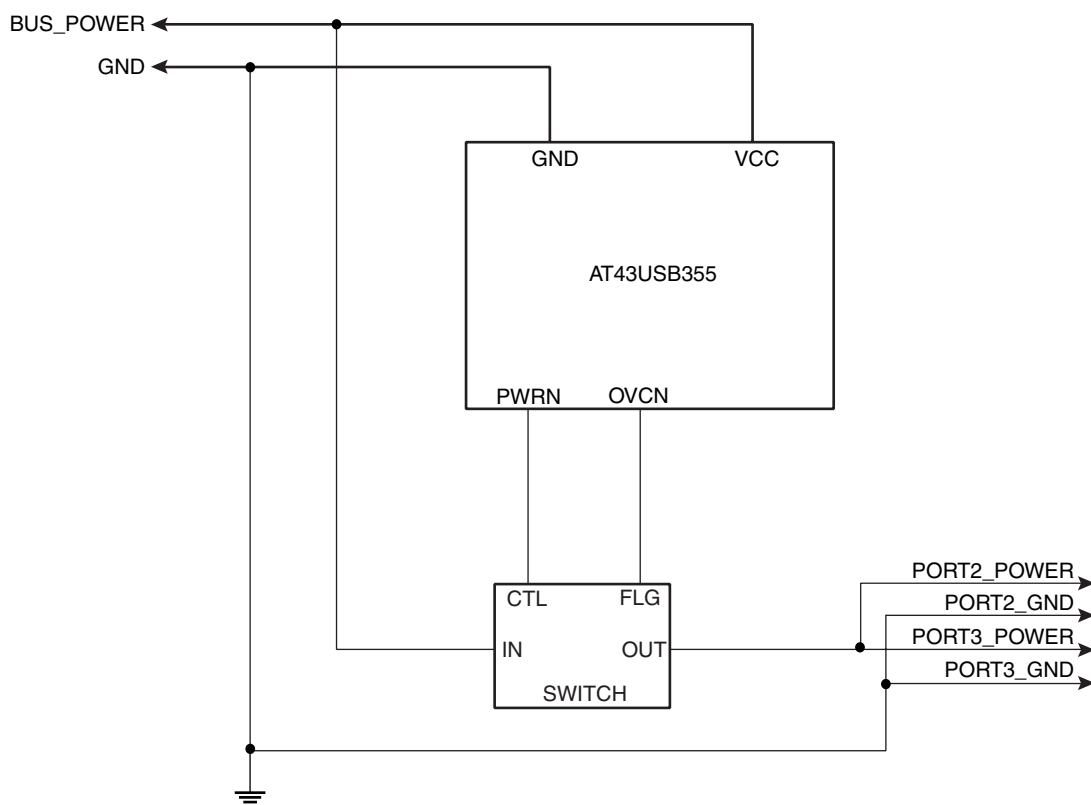 BUS_POWER
GND
GND
VCC
AT43USB355
PWRN
OVCN
CTL
FLG
IN
OUT
SWITCH
PORT2_POWER
PORT2_GND
PORT3_POWER
PORT3_GND